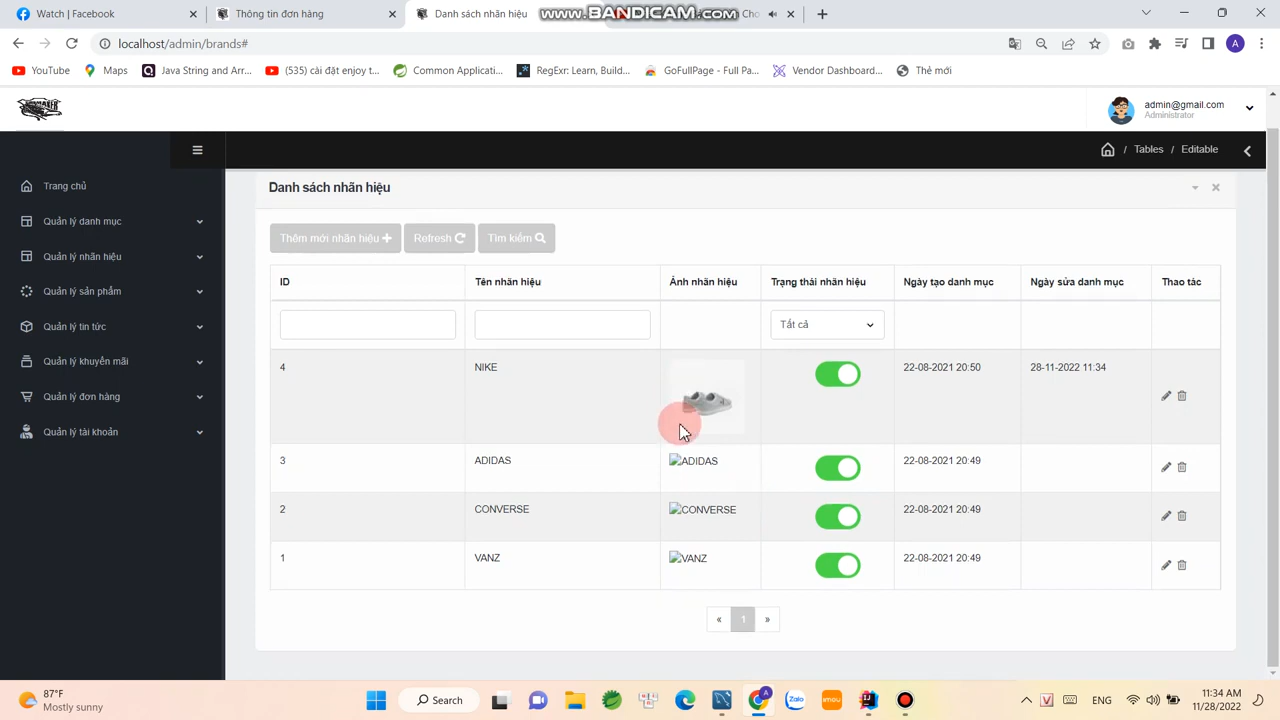 Watch | Facebook
Thông tin đơn hàng
Danh sách nhãn hiệu
www.BANDICAM.com
Cho
localhost/admin/brands#
A
YouTube
Maps
Java String and Arr...
(535) cài đặt enjoy t...
Common Applicati...
RegExr: Learn, Build...
GoFullPage - Full Pa...
Vendor Dashboard...
Thẻ mới
admin@gmail.com
Administrator
/ Tables / Editable
Trang chủ
Quản lý danh mục
Quản lý nhãn hiệu
Quản lý sản phẩm
Quản lý tin tức
Quản lý khuyến mãi
Quản lý đơn hàng
Quản lý tài khoản
Danh sách nhãn hiệu
Thêm mới nhãn hiệu
Refresh
Tìm kiếm
ID Tên nhãn hiệu Ảnh nhãn hiệu Trạng thái nhãn hiệu Ngày tạo danh mục Ngày sửa danh mục Thao tác
Tất cả
4 NIKE 22-08-2021 20:50 28-11-2022 11:34
3 ADIDAS ADIDAS 22-08-2021 20:49
2 CONVERSE CONVERSE 22-08-2021 20:49
1 VANZ VANZ 22-08-2021 20:49
« 1 »
87°F
Mostly sunny
Search
Zalo
imou
ENG
11:34 AM
11/28/2022